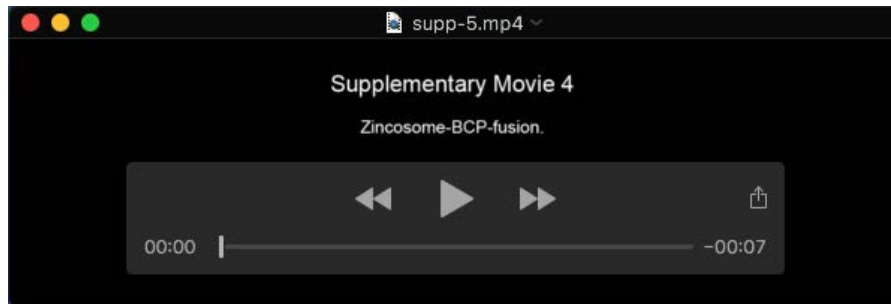 supp-5.mp4
Supplementary Movie 4
Zincosome-BCP-fusion.
00:00 -00:07